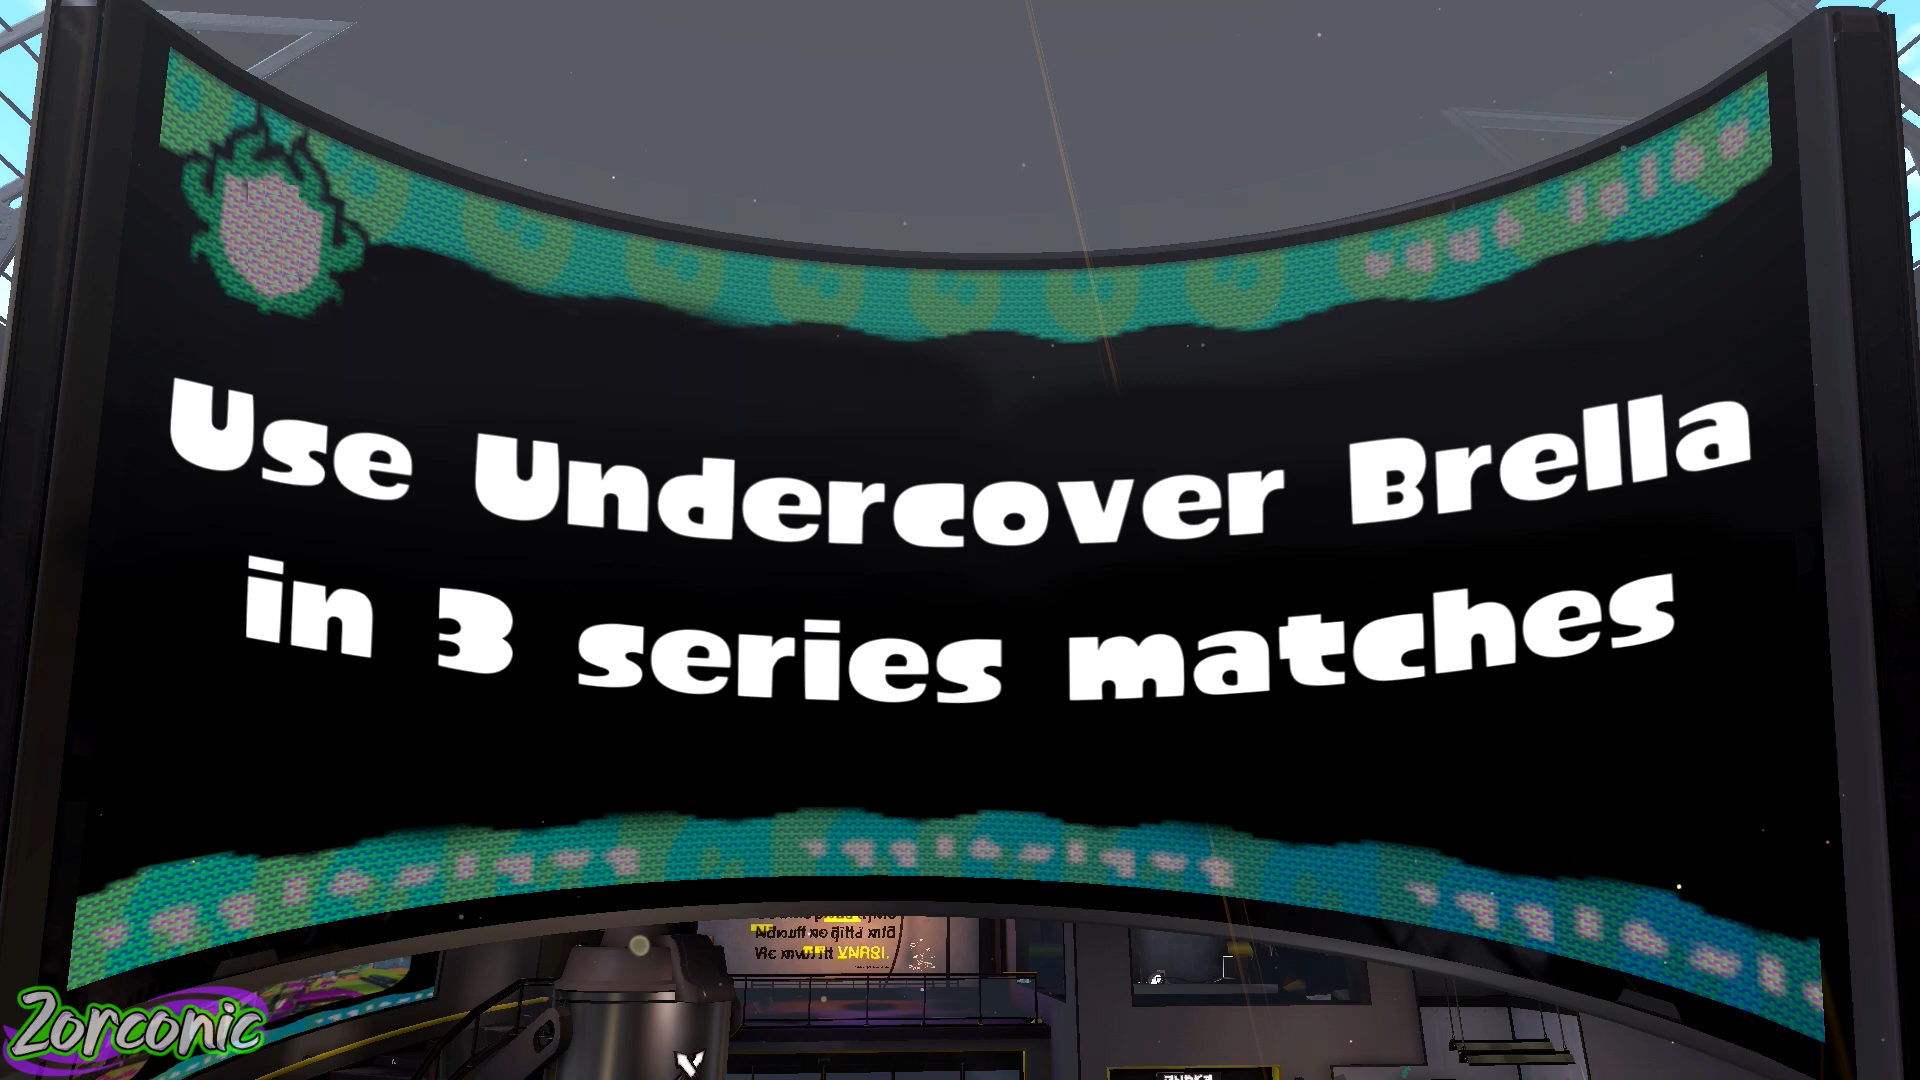 Use Undercover Brella
in 3 series matches
Zorconic